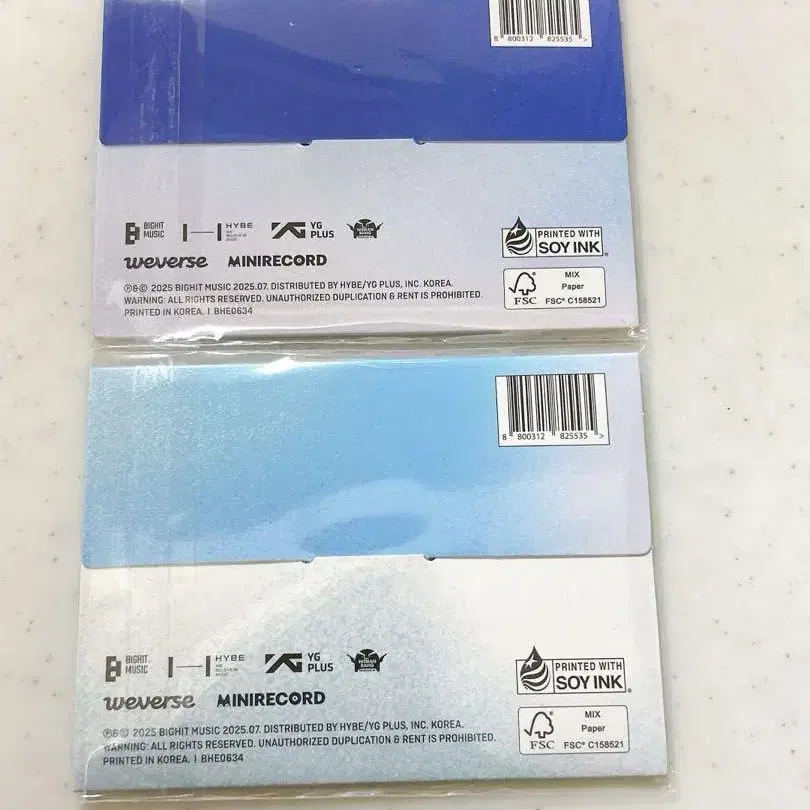 8 800312 825535 >
BIGHIT MUSIC
HYBE
YG PLUS
PRINTED WITH SOY INK®
weverse
MINIRECORD
MIX
Paper
FSC
FSC® C158521
℗&© 2025 BIGHIT MUSIC 2025.07. DISTRIBUTED BY HYBE/YG PLUS, INC. KOREA.
WARNING: ALL RIGHTS RESERVED. UNAUTHORIZED DUPLICATION & RENT IS PROHIBITED.
PRINTED IN KOREA. | BHE0634
8 800312 825535 >
BIGHIT MUSIC
HYBE
YG PLUS
PRINTED WITH SOY INK®
weverse
MINIRECORD
MIX
Paper
FSC
FSC® C158521
℗&© 2025 BIGHIT MUSIC 2025.07. DISTRIBUTED BY HYBE/YG PLUS, INC. KOREA.
WARNING: ALL RIGHTS RESERVED. UNAUTHORIZED DUPLICATION & RENT IS PROHIBITED.
PRINTED IN KOREA. | BHE0634